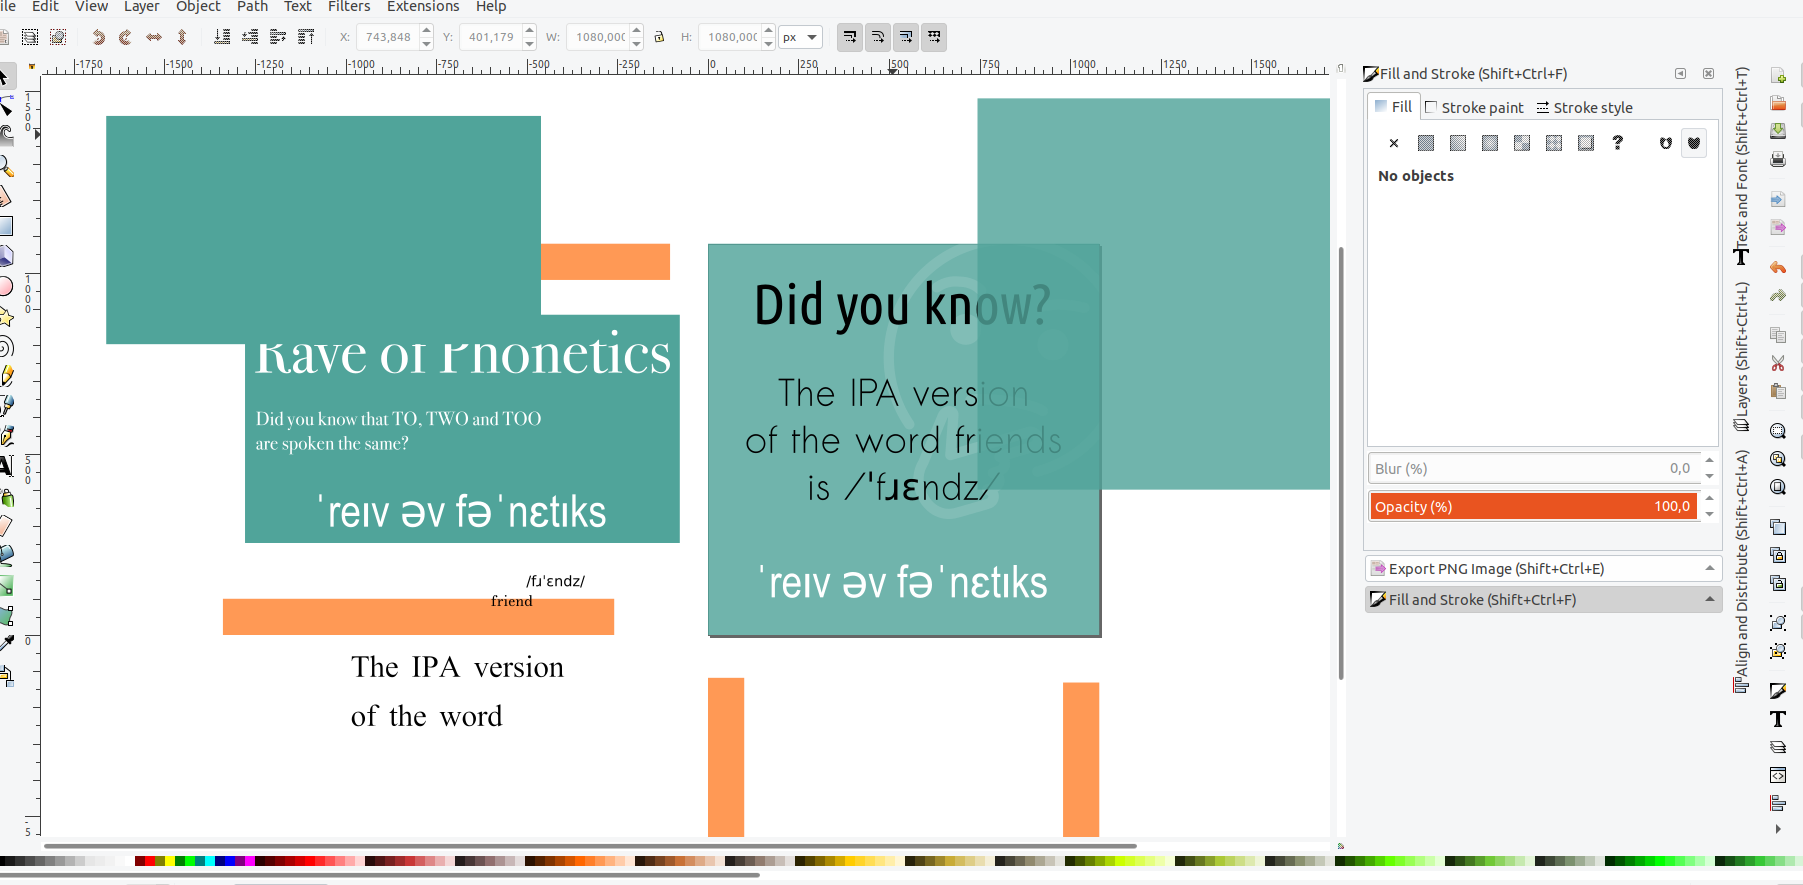 ile Edit View Layer Object Path Text Filters Extensions Help
X: 743,848 Y: 401,179 W: 1080,000 H: 1080,000 px
-1750 -1500 -1250 -1000 -750 -500 -250 0 250 500 750 1000 1250 1500
Fill and Stroke (Shift+Ctrl+F)
Fill Stroke paint Stroke style
No objects
Blur (%) 0,0
Opacity (%) 100,0
Export PNG Image (Shift+Ctrl+E)
Fill and Stroke (Shift+Ctrl+F)
Text and Font (Shift+Ctrl+T)
Layers (Shift+Ctrl+L)
Align and Distribute (Shift+Ctrl+A)
1500
1000
500
0
-5
Rave of Phonetics
Did you know that TO, TWO and TOO
are spoken the same?
ˈreɪv əv fəˈnɛtɪks
/fɹˈɛndz/
friend
The IPA version
of the word
Did you know?
The IPA version
of the word friends
is /ˈfɹɛndz/
ˈreɪv əv fəˈnɛtɪks